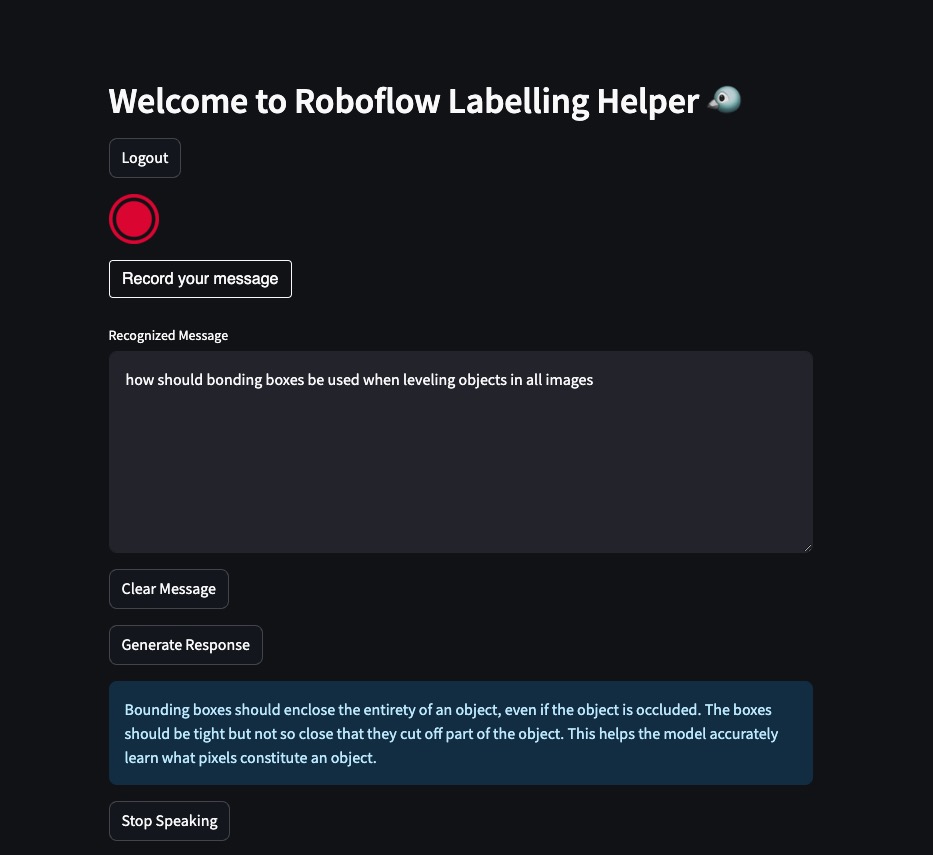 Welcome to Roboflow Labelling Helper
Logout
Record your message
Recognized Message
how should bonding boxes be used when leveling objects in all images
Clear Message
Generate Response
Bounding boxes should enclose the entirety of an object, even if the object is occluded. The boxes
should be tight but not so close that they cut off part of the object. This helps the model accurately
learn what pixels constitute an object.
Stop Speaking